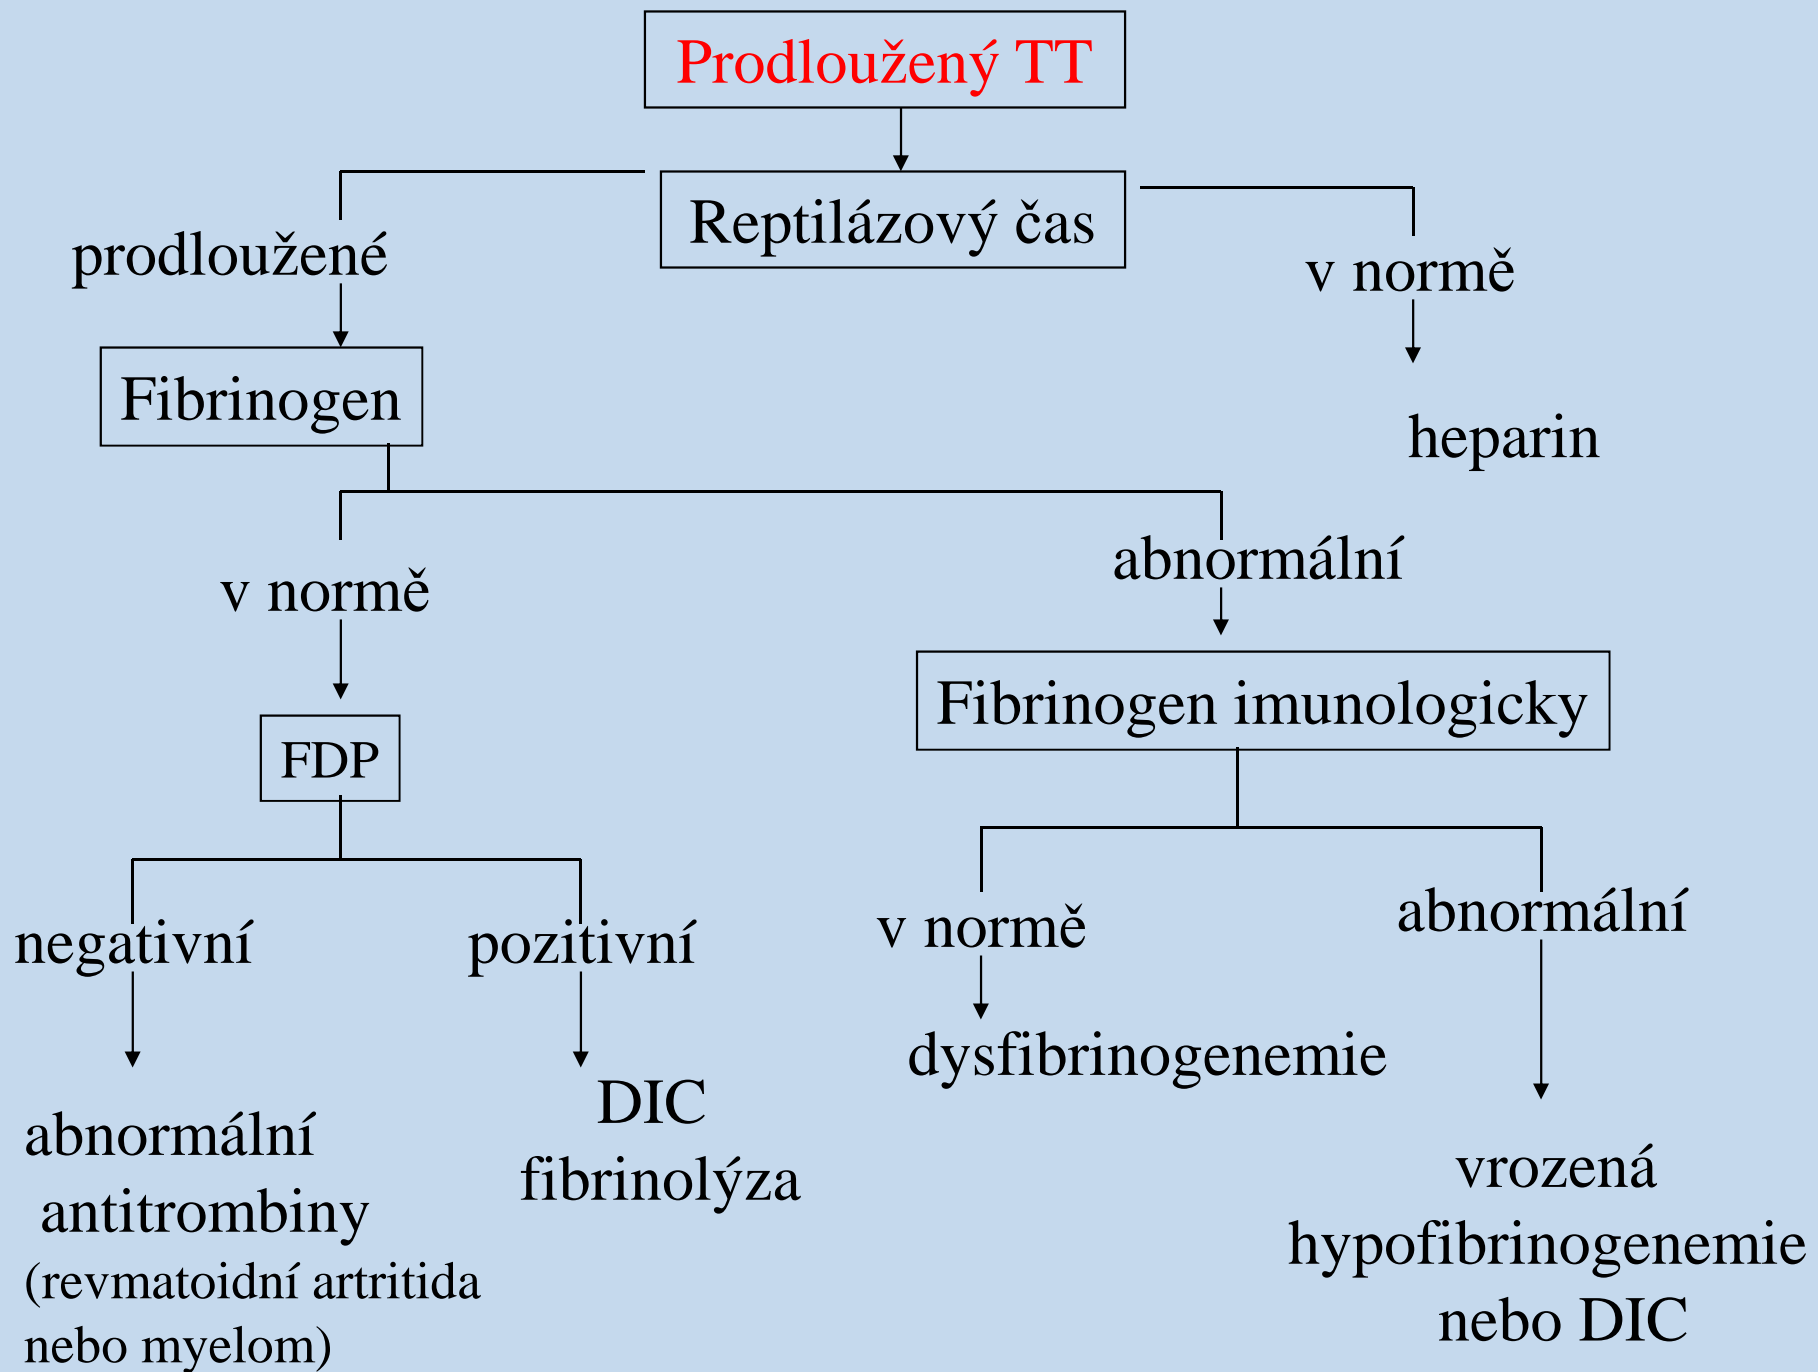 Prodloužený TT
Reptilázový čas
prodloužené
v normě
Fibrinogen
heparin
v normě
abnormální
FDP
Fibrinogen imunologicky
negativní
pozitivní
v normě
abnormální
abnormální
antitrombiny
(revmatoidní artritida
nebo myelom)
DIC
fibrinolýza
dysfibrinogenemie
vrozená
hypofibrinogenemie
nebo DIC